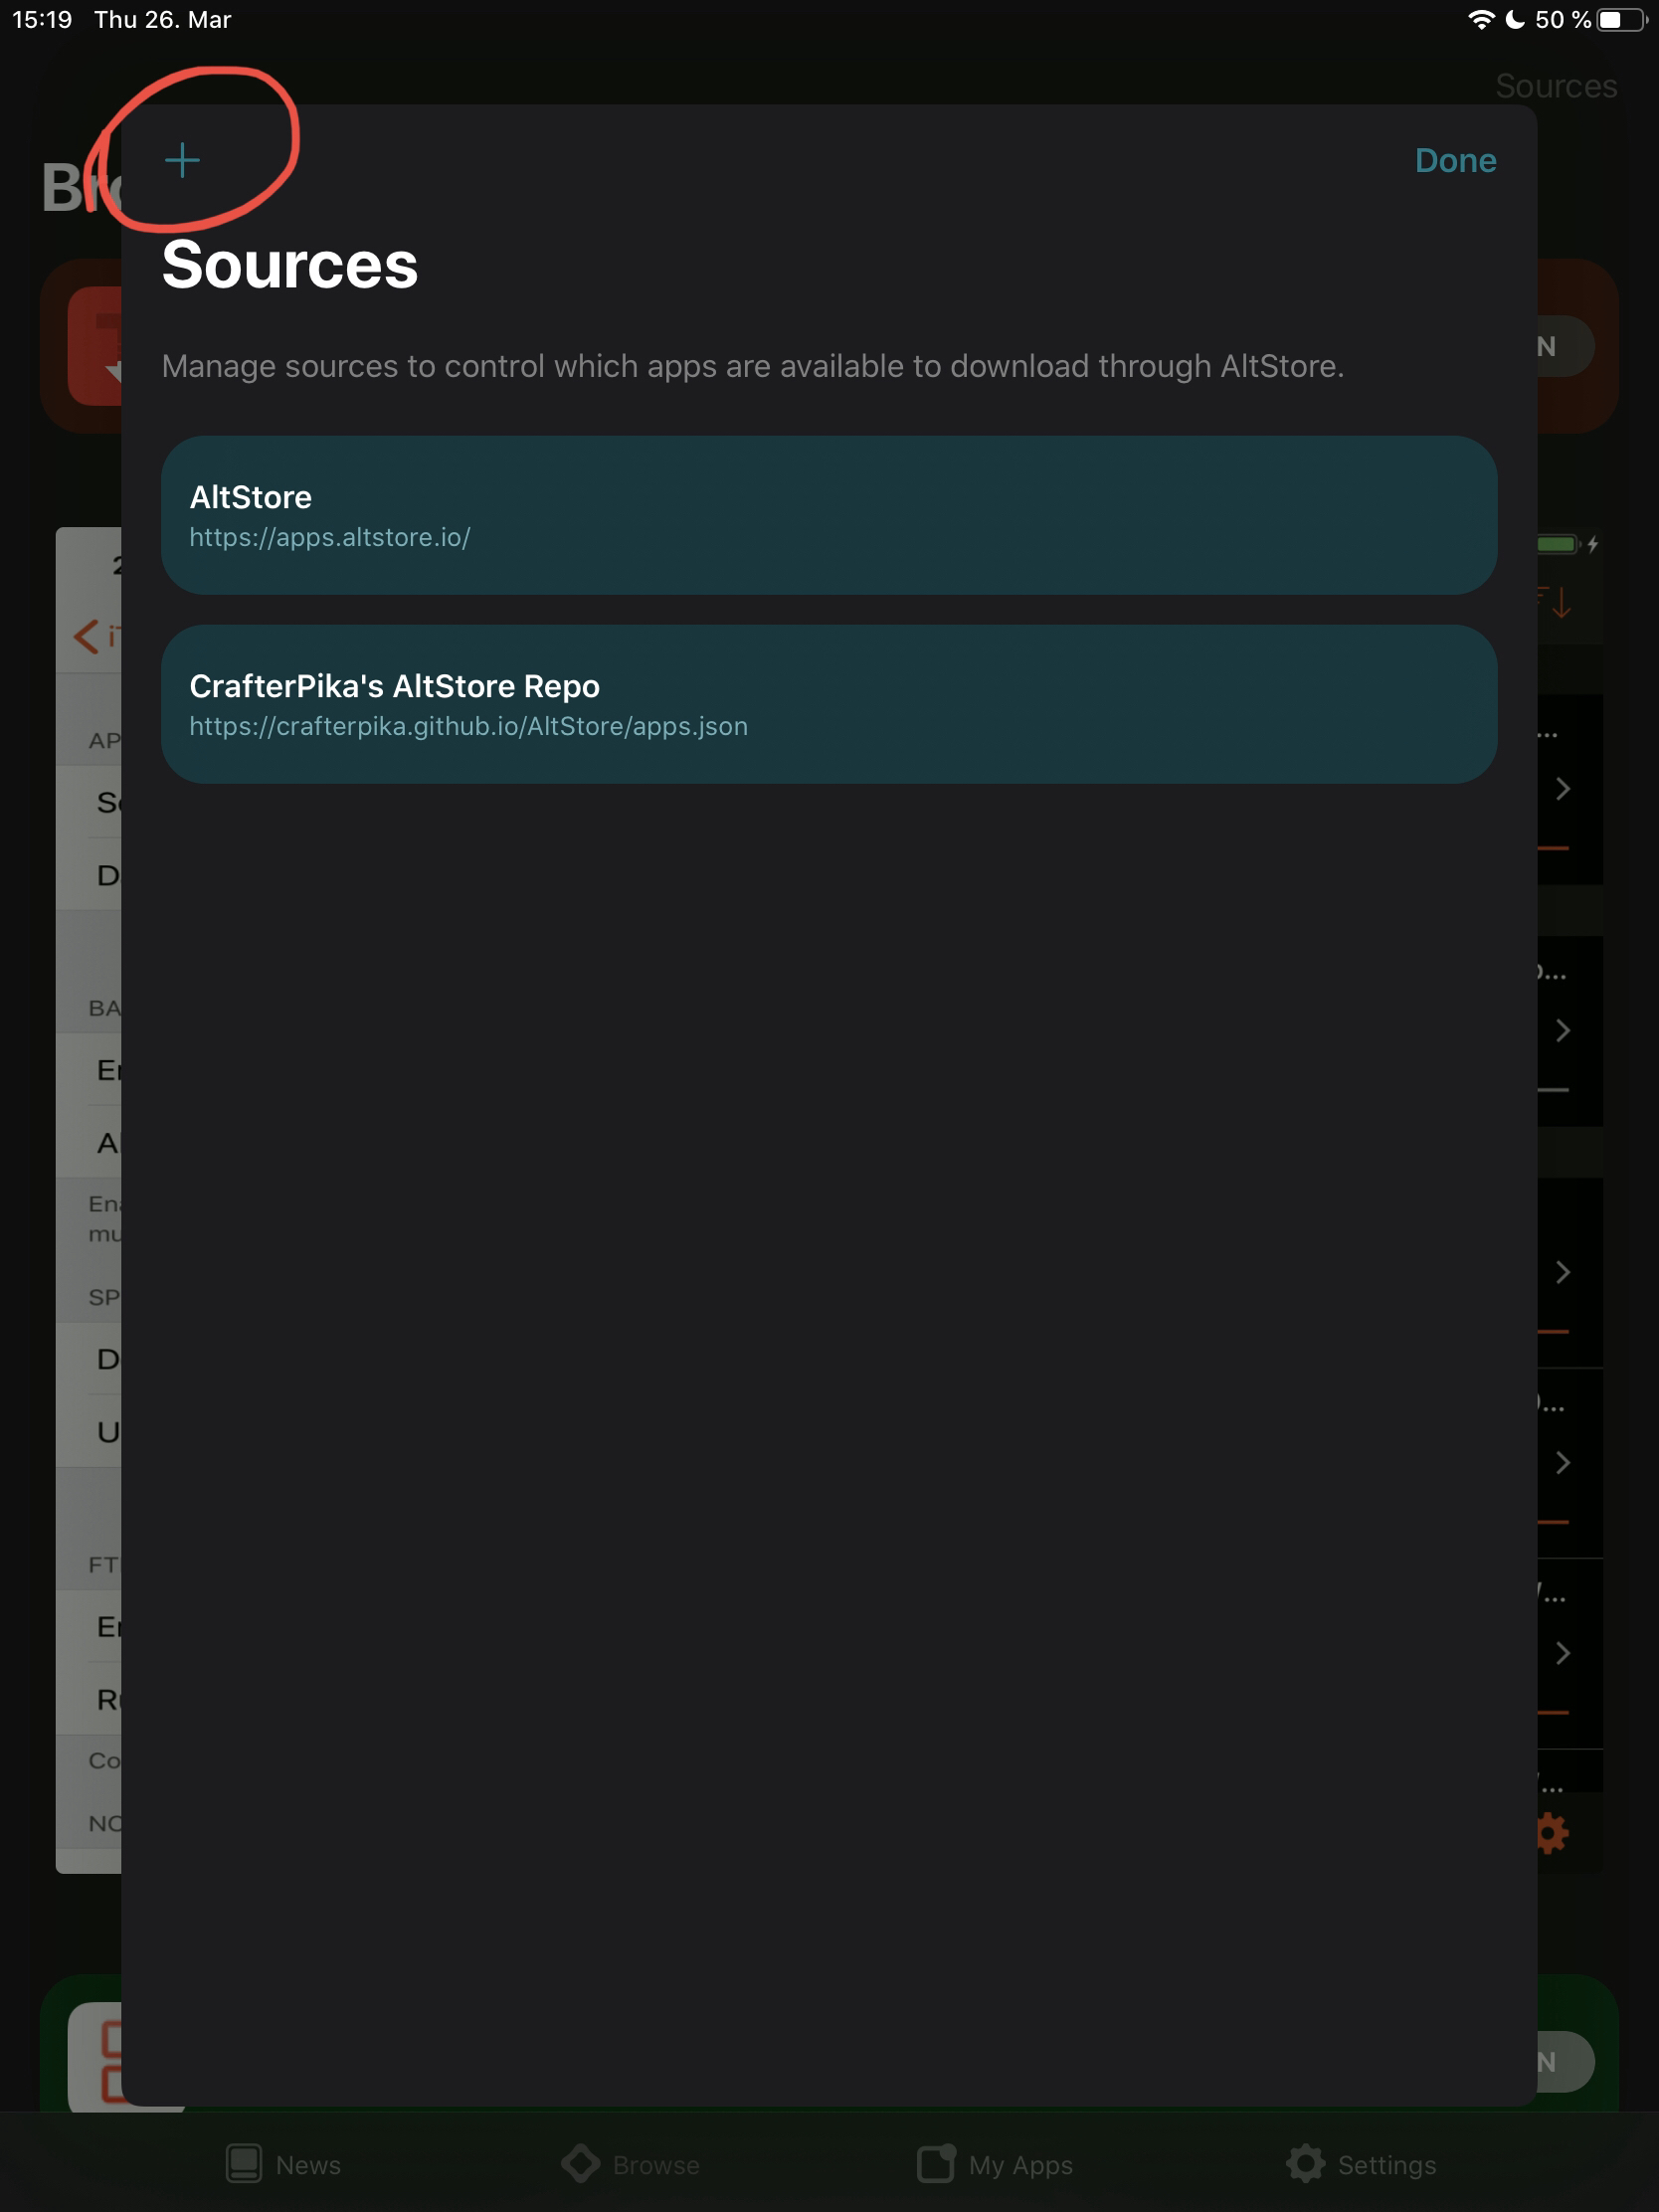 15:19 Thu 26. Mar 50 %
Sources
Done
Sources
Manage sources to control which apps are available to download through AltStore.
AltStore
https://apps.altstore.io/
CrafterPika's AltStore Repo
https://crafterpika.github.io/AltStore/apps.json
News Browse My Apps Settings